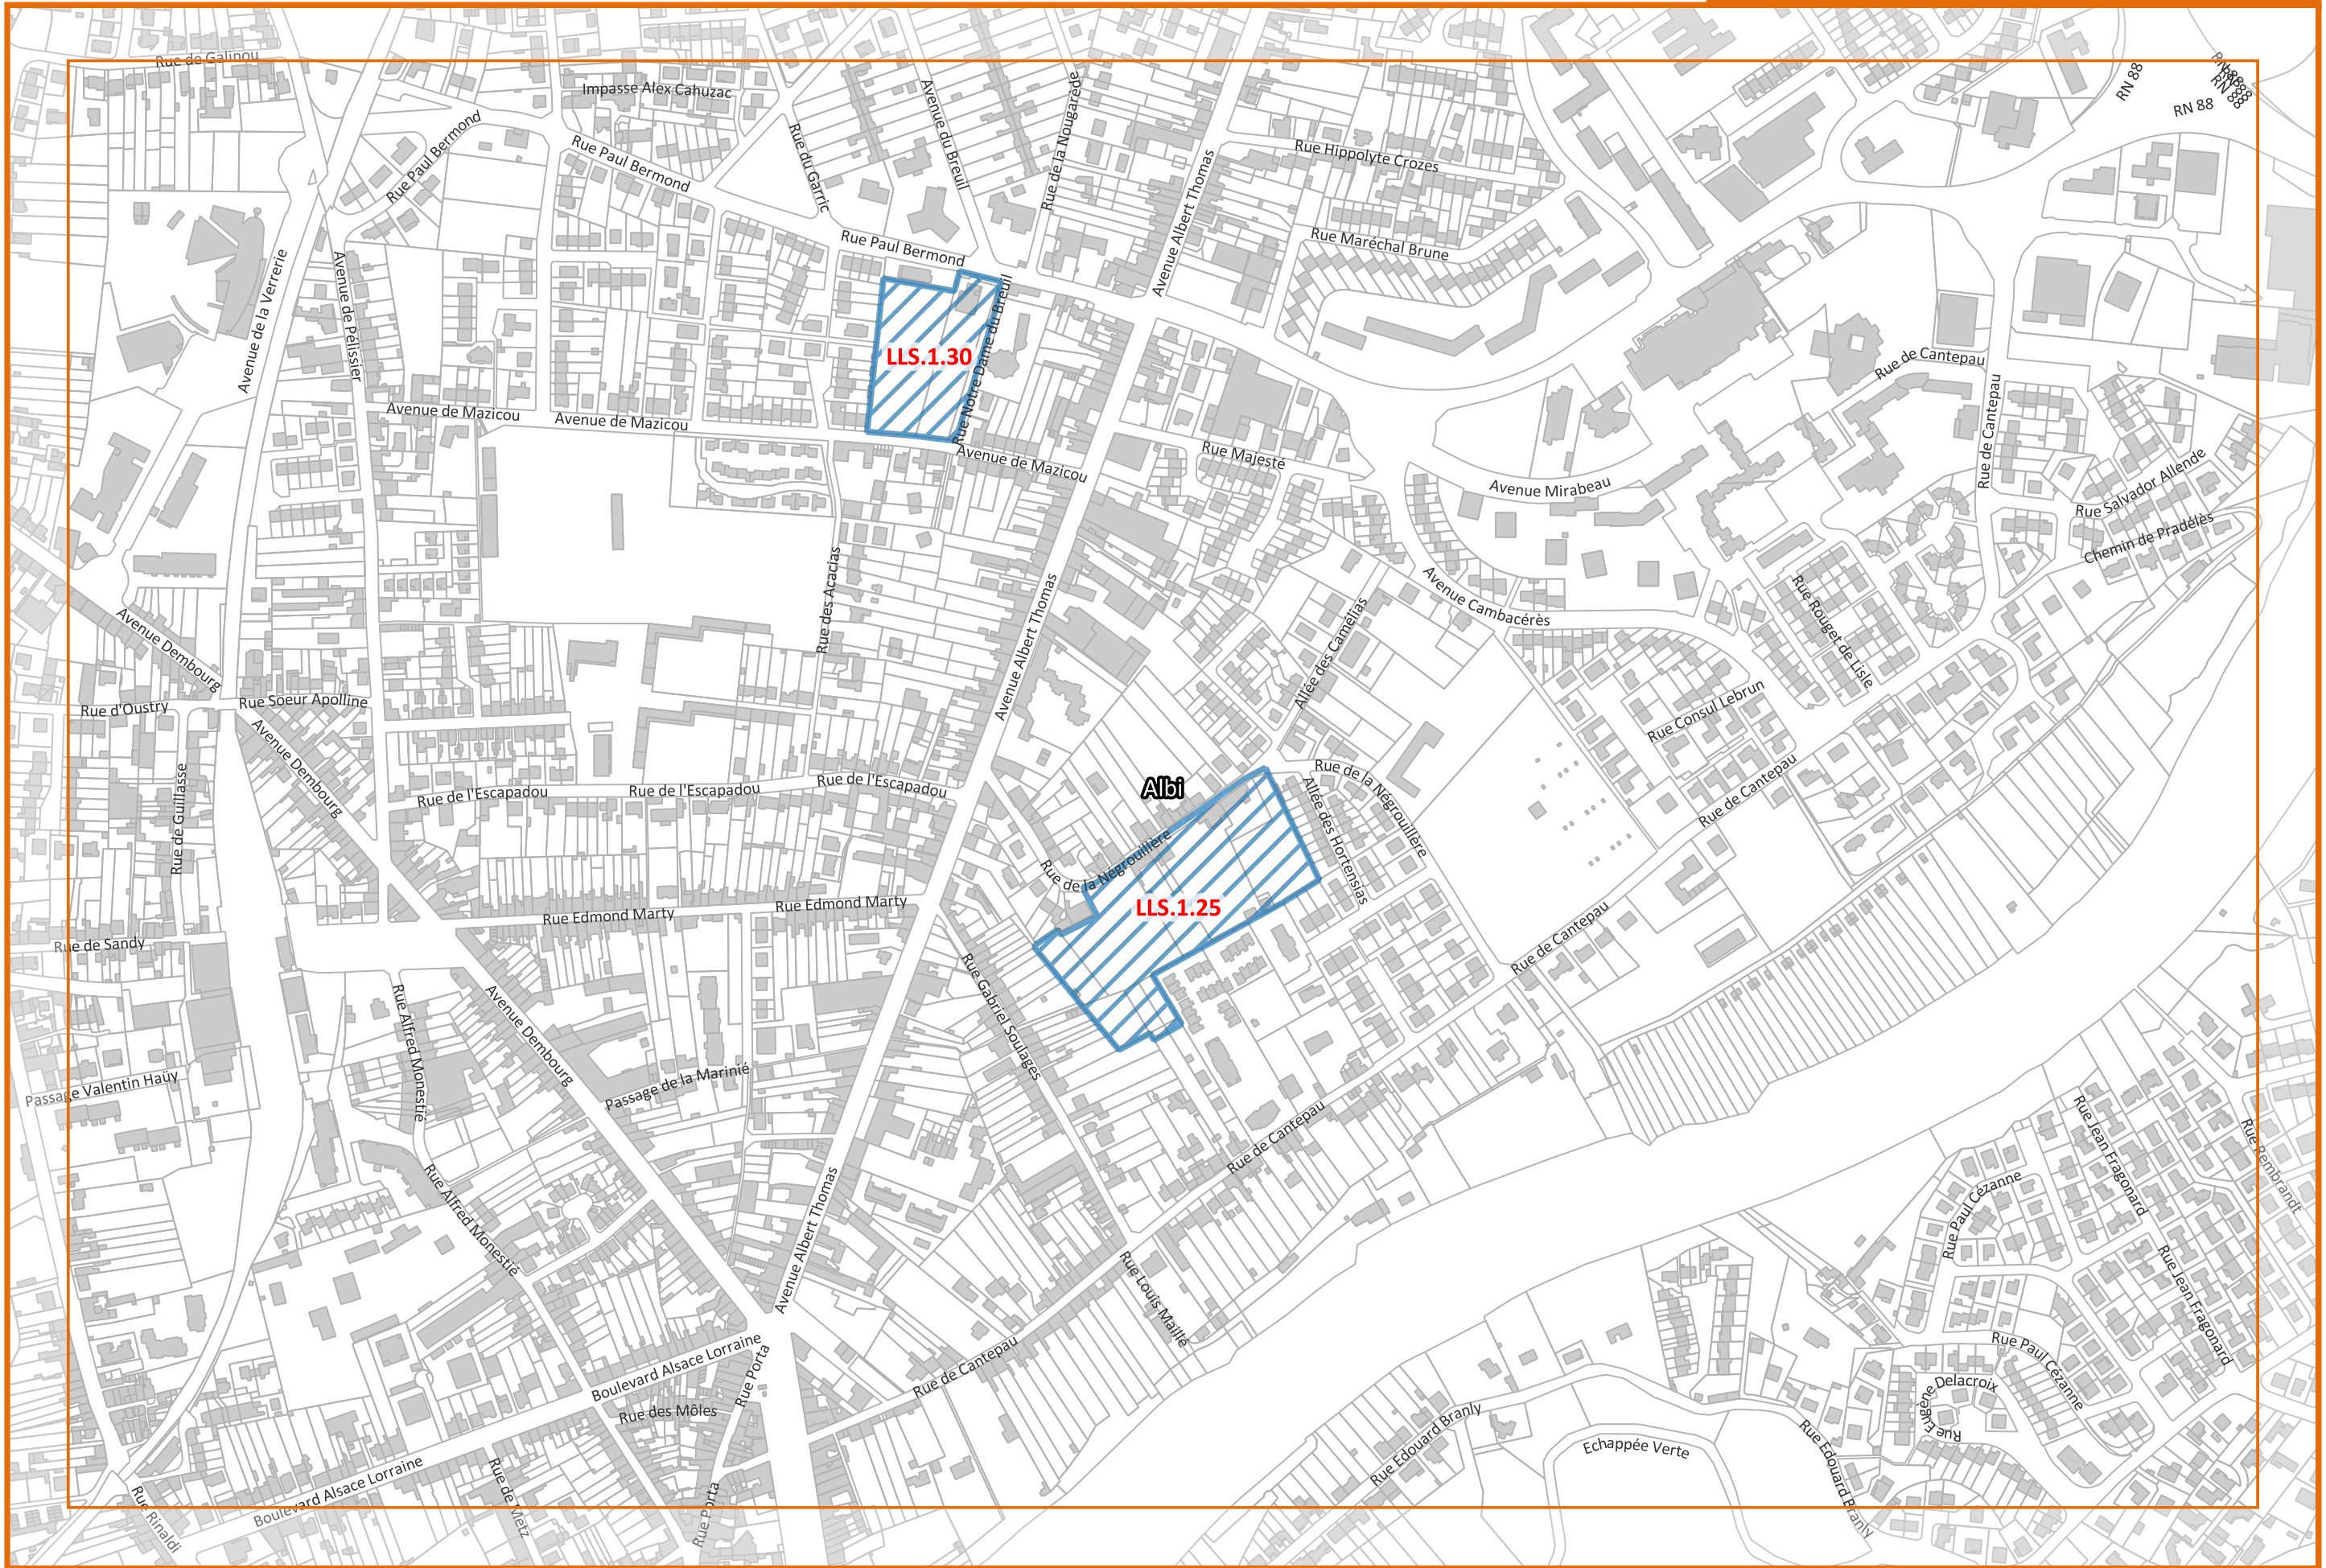 Rue de Galinou
Impasse Alex Cahuzac
Avenue du Breuil
Rue de la Nougarède
RN 88
RN 88
RN 88
RN 88
Rue Paul Bermond
Rue Paul Bermond
Rue du Garric
Avenue Albert Thomas
Rue Hippolyte Crozes
Rue Maréchal Brune
Rue Paul Bermond
Avenue de la Verrerie
Avenue de Pélissier
LLS.1.30
Rue Notre Dame du Breuil
Rue de Cantepau
Rue de Cantepau
Avenue de Mazicou
Avenue de Mazicou
Avenue de Mazicou
Rue Majesté
Avenue Mirabeau
Rue Salvador Allende
Chemin de Pradélès
Rue des Acacias
Avenue Albert Thomas
Avenue Cambacérès
Allée des Camélias
Rue Rouget de Lisle
Avenue Dembourg
Rue d'Oustry
Rue Soeur Apolline
Avenue Dembourg
Rue Consul Lebrun
Rue de Guillasse
Rue de l'Escapadou
Rue de l'Escapadou
Rue de l'Escapadou
Albi
Rue de la Négrouillère
Allée des Hortensias
Rue de Cantepau
Rue de la Négrouillère
LLS.1.25
Rue Edmond Marty
Rue Edmond Marty
Rue de Sandy
Rue de Cantepau
Rue Gabriel Soulages
Rue Alfred Monestié
Avenue Dembourg
Passage Valentin Haüy
Passage de la Marinié
Rue de Cantepau
Rue Jean Fragonard
Rue Rembrandt
Rue Paul Cézanne
Rue Alfred Monestié
Avenue Albert Thomas
Rue Louis Maillé
Rue Jean Fragonard
Boulevard Alsace Lorraine
Rue Porta
Rue de Cantepau
Rue Paul Cézanne
Rue des Môles
Rue Eugène Delacroix
Rue Edouard Branly
Echappée Verte
Rue Edouard Branly
Boulevard Alsace Lorraine
Rue de Metz
Rue Porta
Rue Rinaldi